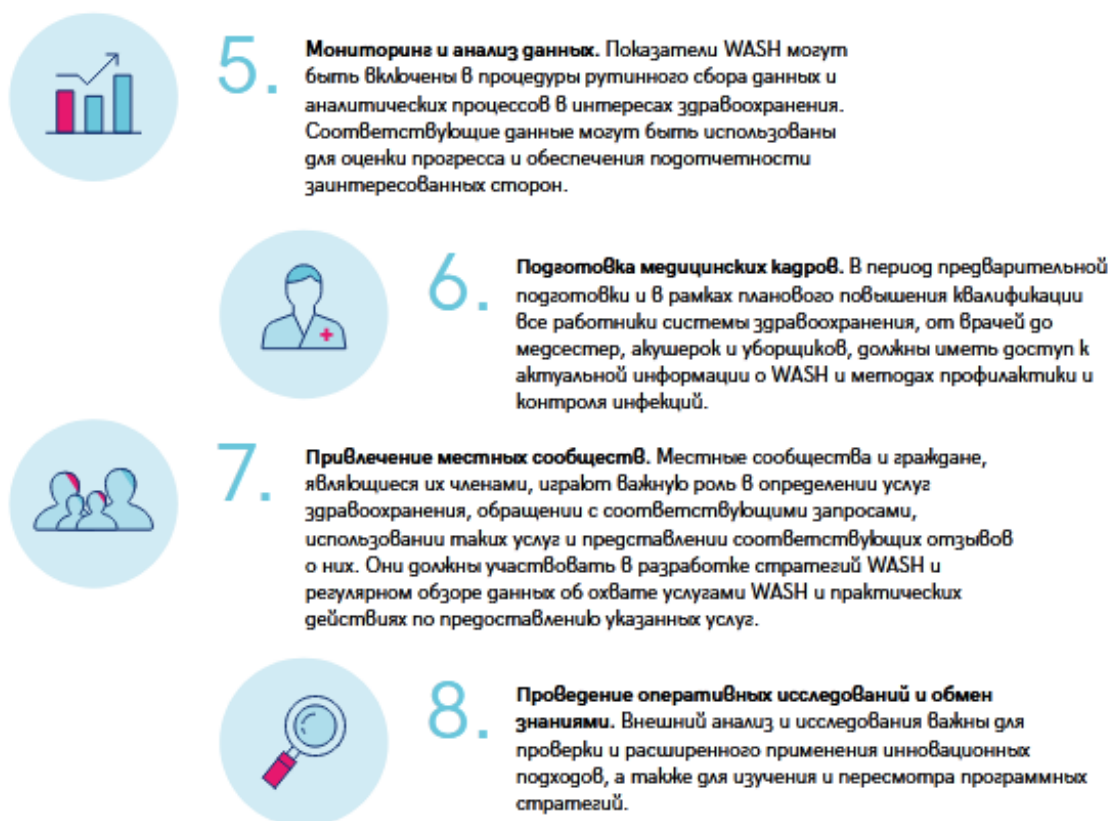 5. Мониторинг и анализ данных. Показатели WASH могут
быть включены в процедуры рутинного сбора данных и
аналитических процессов в интересах здравоохранения.
Соответствующие данные могут быть использованы
для оценки прогресса и обеспечения подотчетности
заинтересованных сторон.
6. Подготовка медицинских кадров. В период предварительной
подготовки и в рамках планового повышения квалификации
все работники системы здравоохранения, от врачей до
медсестер, акушерок и уборщиков, должны иметь доступ к
актуальной информации о WASH и методах профилактики и
контроля инфекций.
7. Привлечение местных сообществ. Местные сообщества и граждане,
являющиеся их членами, играют важную роль в определении услуг
здравоохранения, обращении с соответствующими запросами,
использовании таких услуг и представлении соответствующих отзывов
о них. Они должны участвовать в разработке стратегий WASH и
регулярном обзоре данных об охвате услугами WASH и практических
действиях по предоставлению указанных услуг.
8. Проведение оперативных исследований и обмен
знаниями. Внешний анализ и исследования важны для
проверки и расширенного применения инновационных
подходов, а также для изучения и пересмотра программных
стратегий.